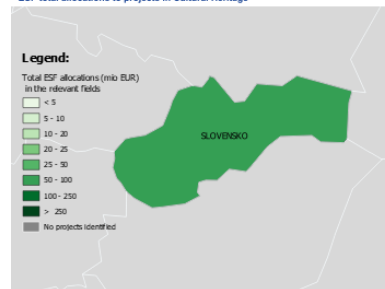 ESF total allocations to projects in Cultural Heritage
Legend:
Total ESF allocations (mio EUR)
in the relevant fields
< 5
5 - 10
10 - 20
20 - 25
25 - 50
50 - 100
100 - 250
> 250
No projects identified
SLOVENSKO